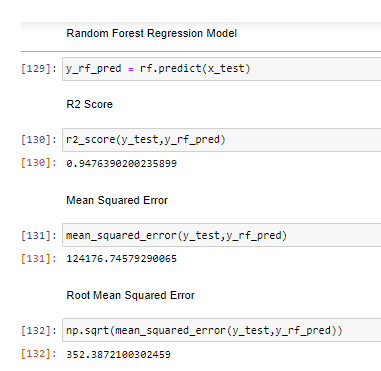 Random Forest Regression Model
[129]: y_rf_pred = rf.predict(x_test)
R2 Score
[130]: r2_score(y_test,y_rf_pred)
[130]: 0.9476390200235899
Mean Squared Error
[131]: mean_squared_error(y_test,y_rf_pred)
[131]: 124176.74579290065
Root Mean Squared Error
[132]: np.sqrt(mean_squared_error(y_test,y_rf_pred))
[132]: 352.3872100302459